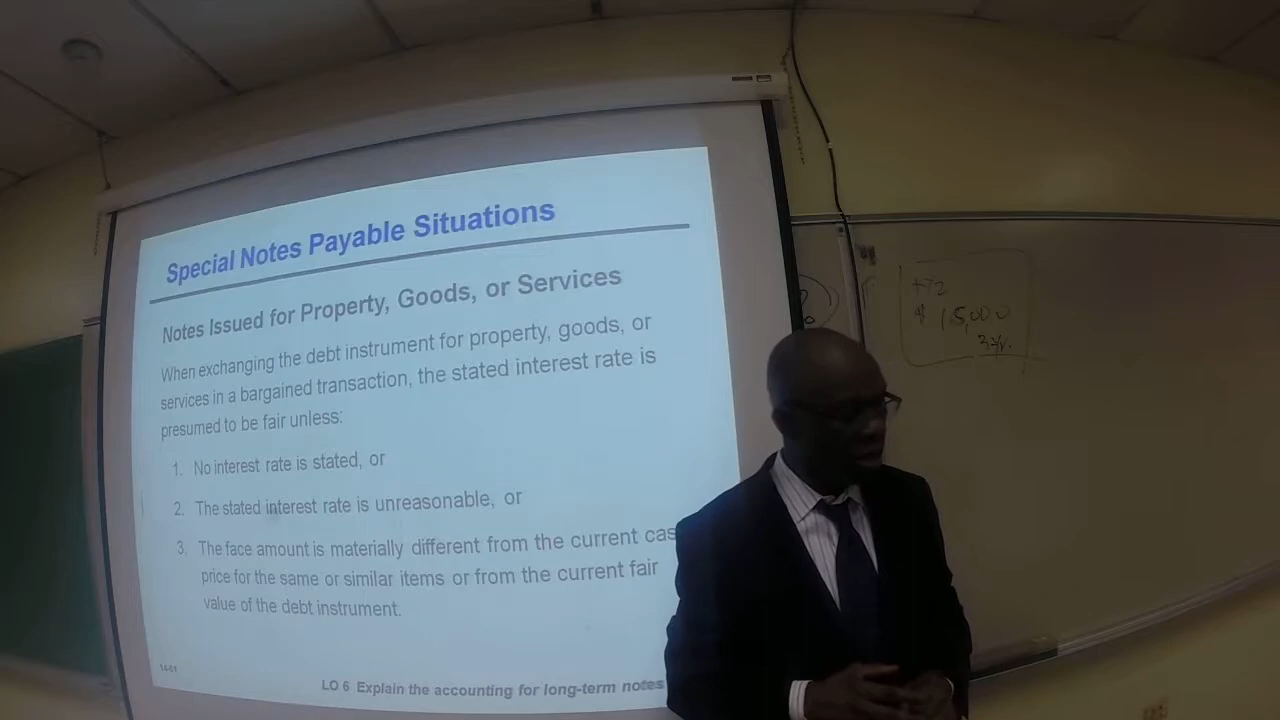 Special Notes Payable Situations
Notes Issued for Property, Goods, or Services
When exchanging the debt instrument for property, goods, or
services in a bargained transaction, the stated interest rate is
presumed to be fair unless:
1. No interest rate is stated, or
2. The stated interest rate is unreasonable, or
3. The face amount is materially different from the current cas
price for the same or similar items or from the current fair
value of the debt instrument.
LO 6 Explain the accounting for long-term notes
15,000